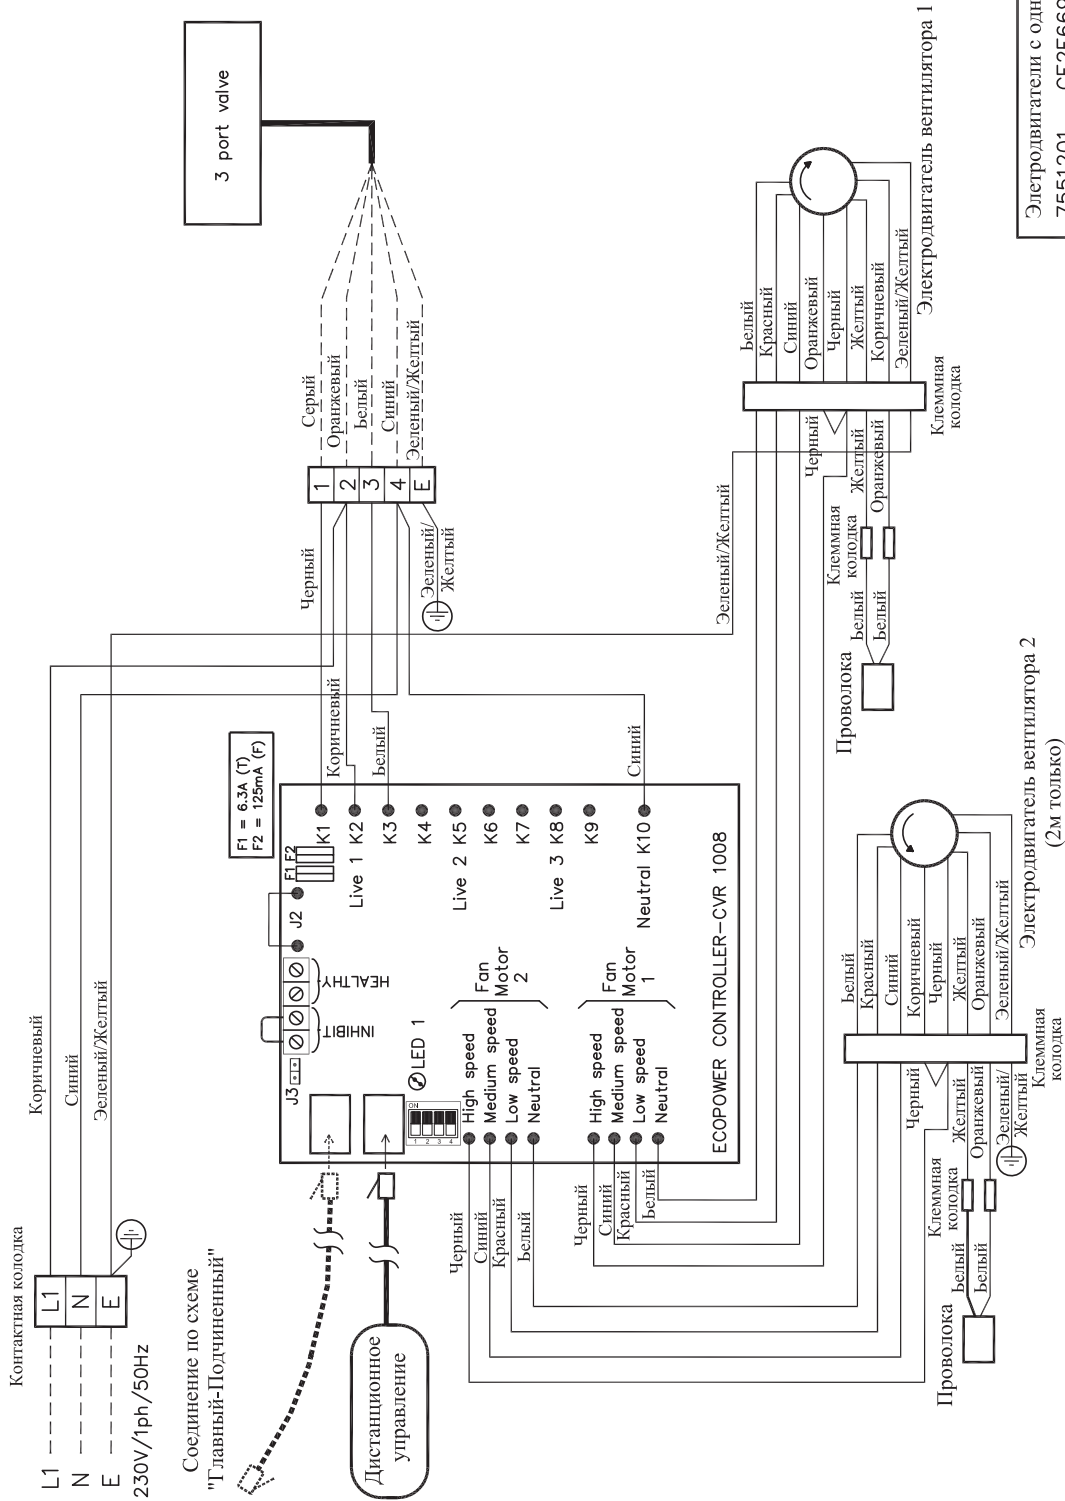 Контактная колодка
L1
N
E
230V/1ph/50Hz
L1
N
E
Коричневый
Синий
Зеленый/Желтый
Соединение по схеме
"Главный-Подчиненный"
Дистанционное
управление
3 port valve
Серый
Оранжевый
Белый
Синий
Зеленый/Желтый
1
2
3
4
E
Черный
Зеленый/
Желтый
Коричневый
Белый
Синий
F1 = 6.3A (T)
F2 = 125mA (F)
F1
F2
J2
HEALTHY
INHIBIT
J3
LED 1
ON
1 2 3 4
K1
Live 1 K2
K3
K4
Live 2 K5
K6
K7
Live 3 K8
K9
Neutral K10
High speed
Medium speed
Low speed
Neutral
Fan
Motor
2
High speed
Medium speed
Low speed
Neutral
Fan
Motor
1
ECOPOWER CONTROLLER-CVR 1008
Черный
Синий
Красный
Белый
Черный
Синий
Красный
Белый
Зеленый/Желтый
Белый
Красный
Синий
Оранжевый
Черный
Желтый
Коричневый
Зеленый/Желтый
Электродвигатель вентилятора 1
Клеммная
колодка
Черный
Желтый
Оранжевый
Клеммная
колодка
Белый
Белый
Проволока
Белый
Красный
Синий
Коричневый
Черный
Желтый
Оранжевый
Зеленый/Желтый
Электродвигатель вентилятора 2
(2м только)
Клеммная
колодка
Черный
Желтый
Оранжевый
Зеленый/
Желтый
Клеммная
колодка
Белый
Белый
Проволока
Элетродвигатели с одн
7551201